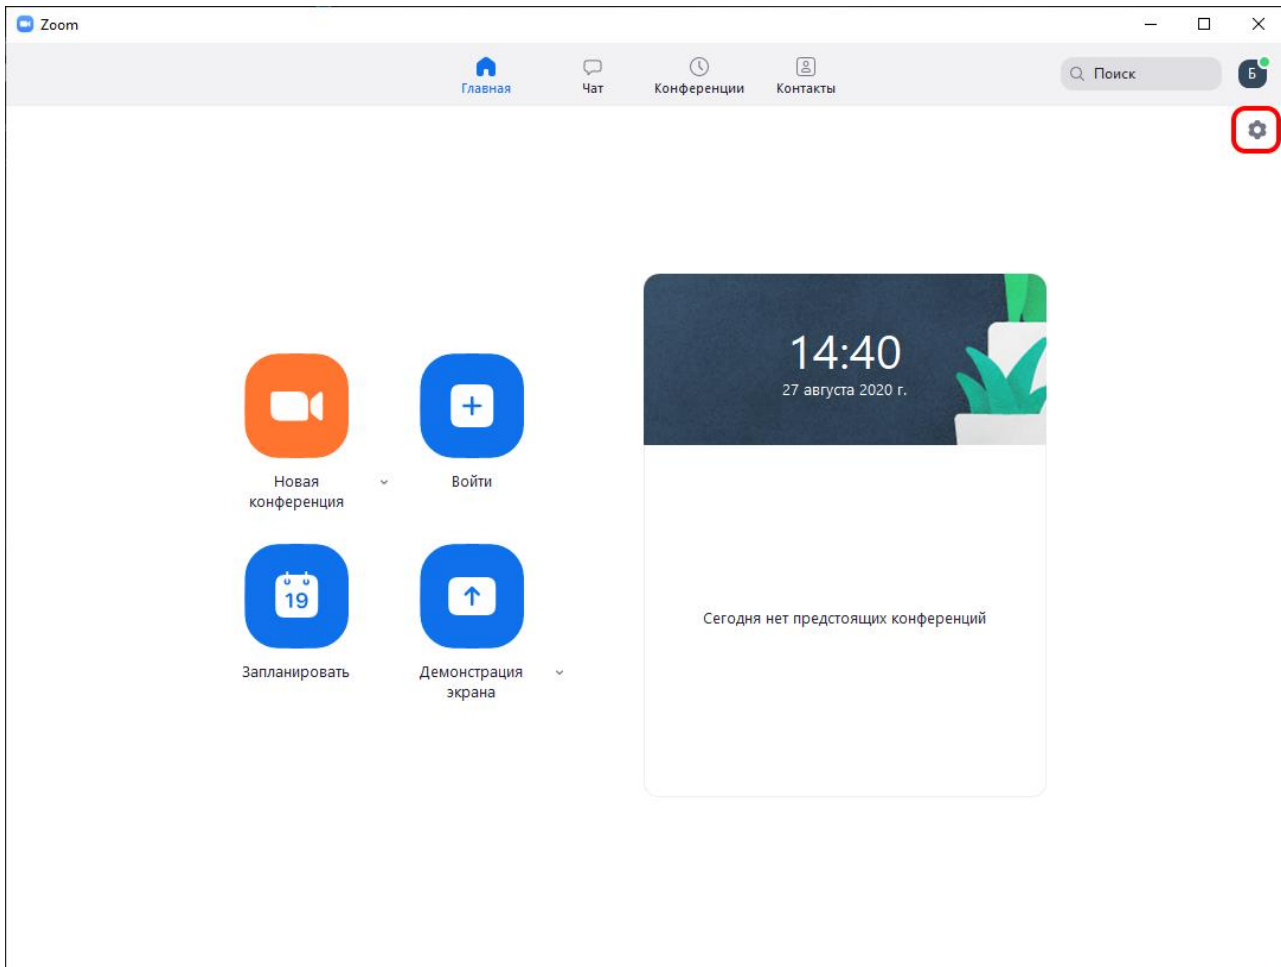 Zoom
Главная
Чат
Конференции
Контакты
Поиск
Б
14:40
27 августа 2020 г.
Новая
конференция
Войти
19
Запланировать
Демонстрация
экрана
Сегодня нет предстоящих конференций